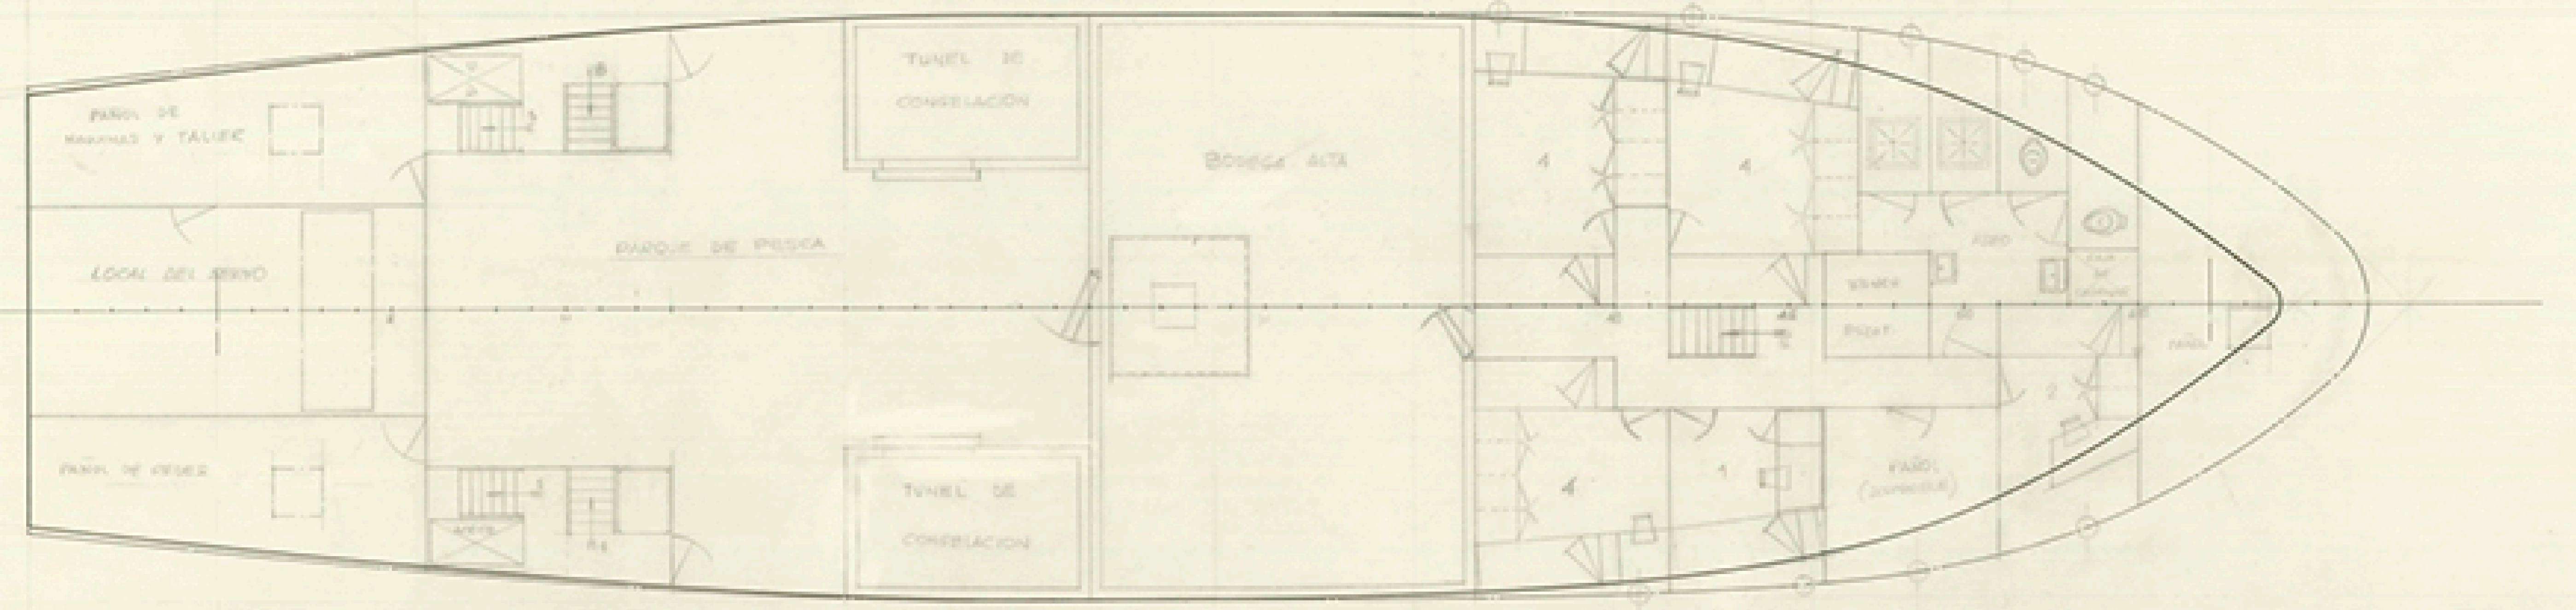 PAÑOL DE
MAQUINAS Y TALLER
TUNEL DE
CONGELACIÓN
BODEGA ALTA
4
4
PARQUE DE PESCA
LOCAL DEL SERVO
ASEO
PAÑOL
PAÑOL DE REDES
TUNEL DE
CONGELACION
4
1
2
PAÑOL